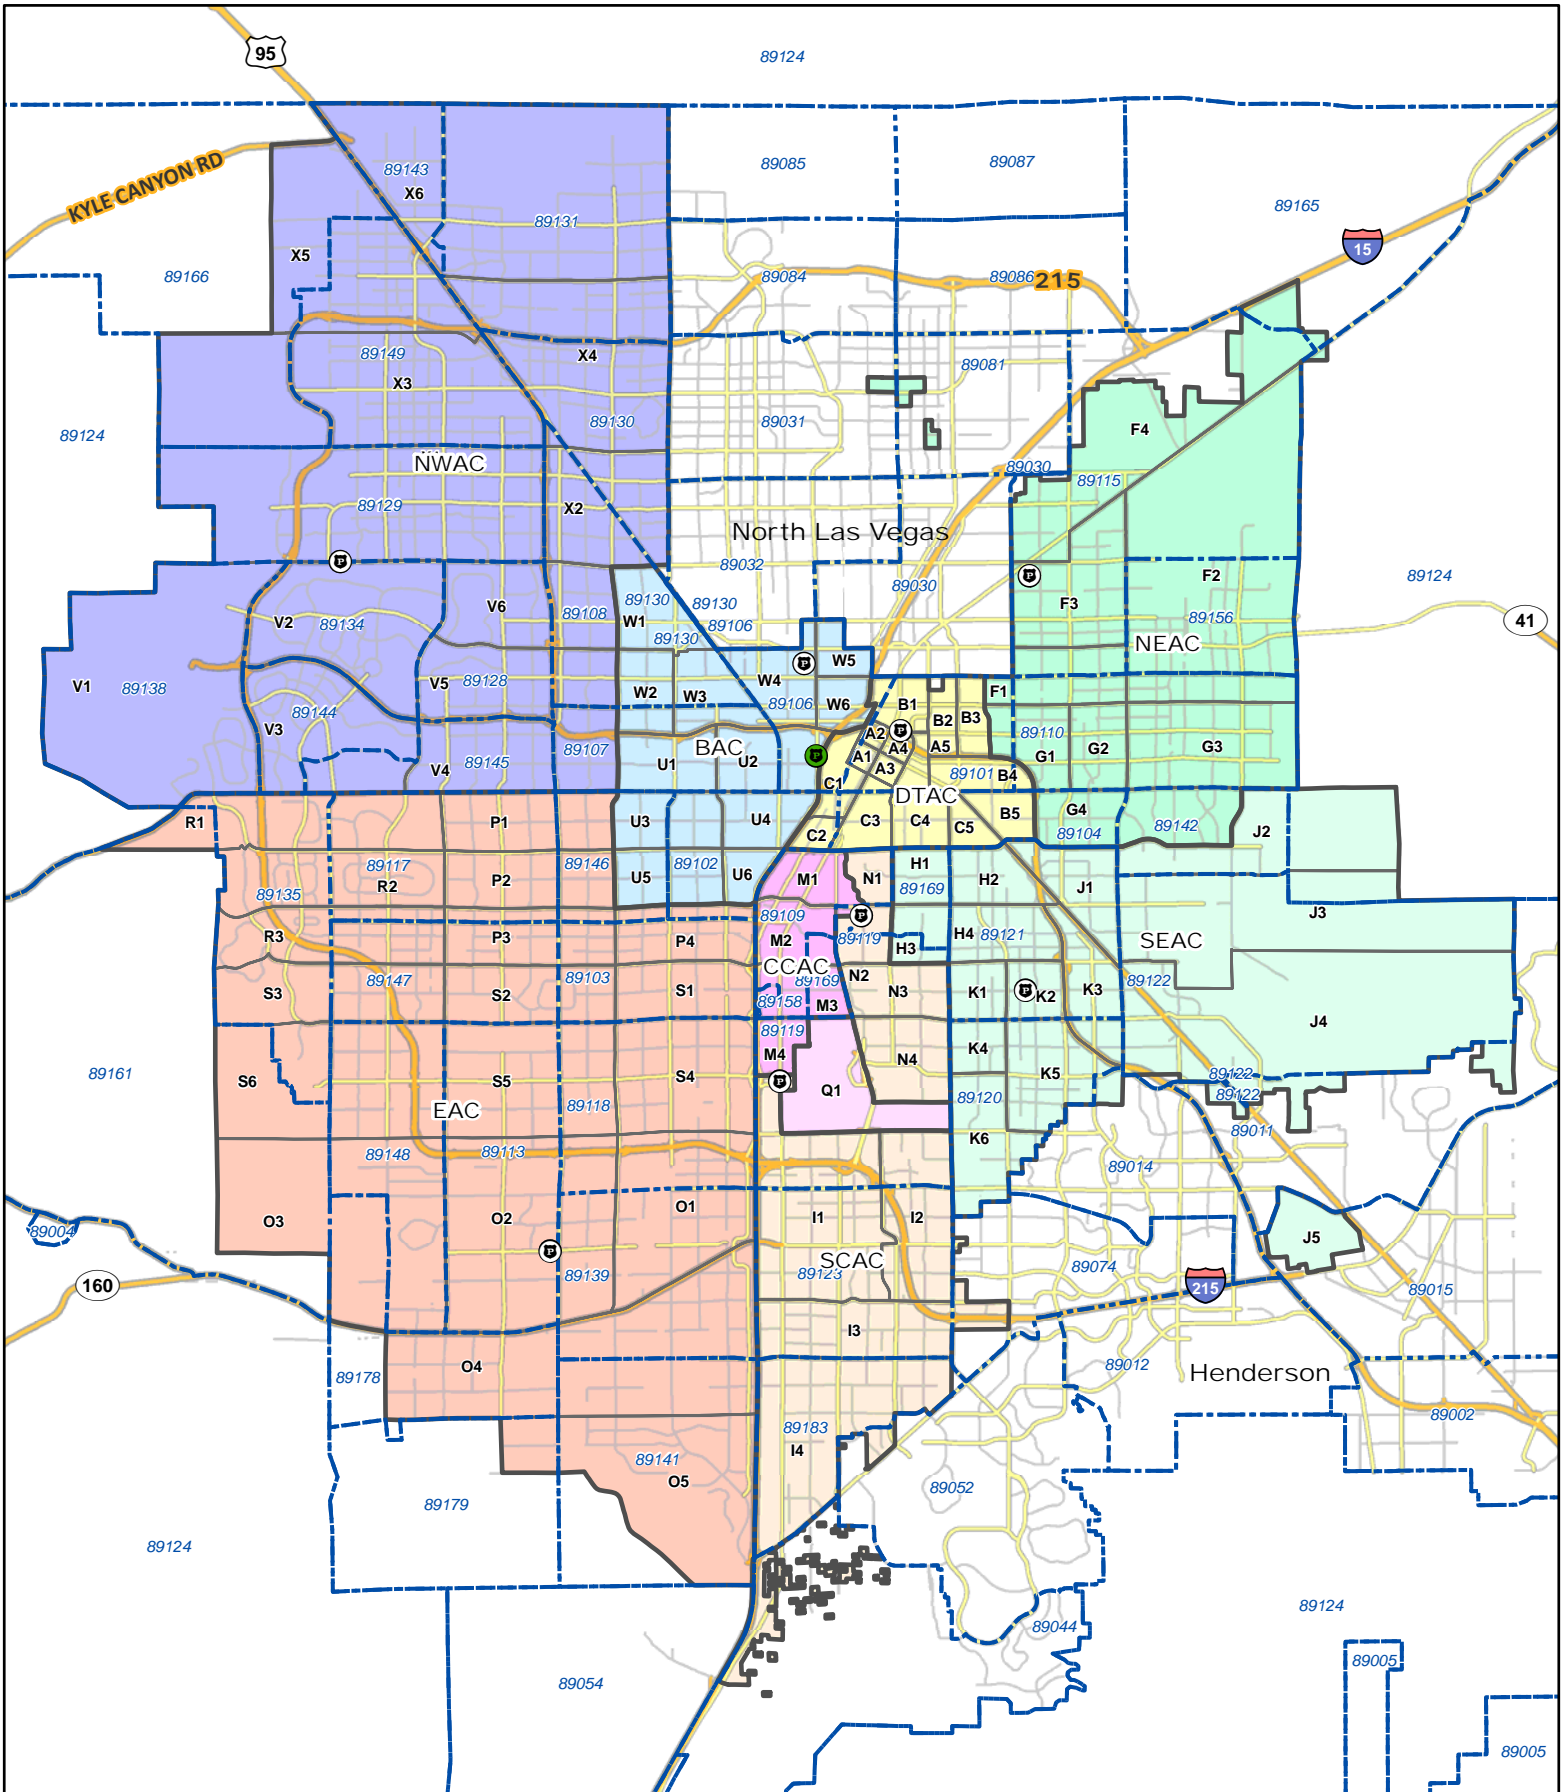 95
89124
KYLE CANYON RD
89143
X6
89085
89087
89131
89165
X5
15
89166
89084
89086
215
89149
X4
X3
89081
89130
89031
F4
89124
NWAC
89030
89115
89129
X2
North Las Vegas
89032
F2
89124
89030
V6
89130
89130
F3
89108
W1
89156
41
V2
89134
89106
89130
NEAC
W5
V1
89138
V5
89128
W4
W2
W3
F1
89106
W6
B1
B2
B3
89144
V3
A2
89110
BAC
89107
A4
A5
G2
G3
A1
G1
V4
89145
U1
U2
A3
89101
B4
C1
DTAC
R1
P1
U3
U4
C3
C4
C5
B5
G4
89104
89142
J2
C2
89117
89146
89102
H1
R2
P2
U5
U6
M1
N1
H2
89169
J1
89135
89109
J3
R3
P3
P4
M2
89119
H4
89121
SEAC
H3
CCAC
89147
89103
89169
N2
89122
S3
S2
S1
89158
M3
N3
K1
K2
K3
89119
J4
M4
N4
K4
89161
S6
S5
S4
Q1
K5
89122
89122
EAC
89118
89120
89011
K6
89148
89113
89014
O3
O2
O1
I1
I2
89004
J5
SCAC
89139
89123
89074
160
215
89015
I3
O4
89178
89012
Henderson
89002
89183
I4
89141
O5
89052
89179
89124
89124
89044
89005
89054
89005